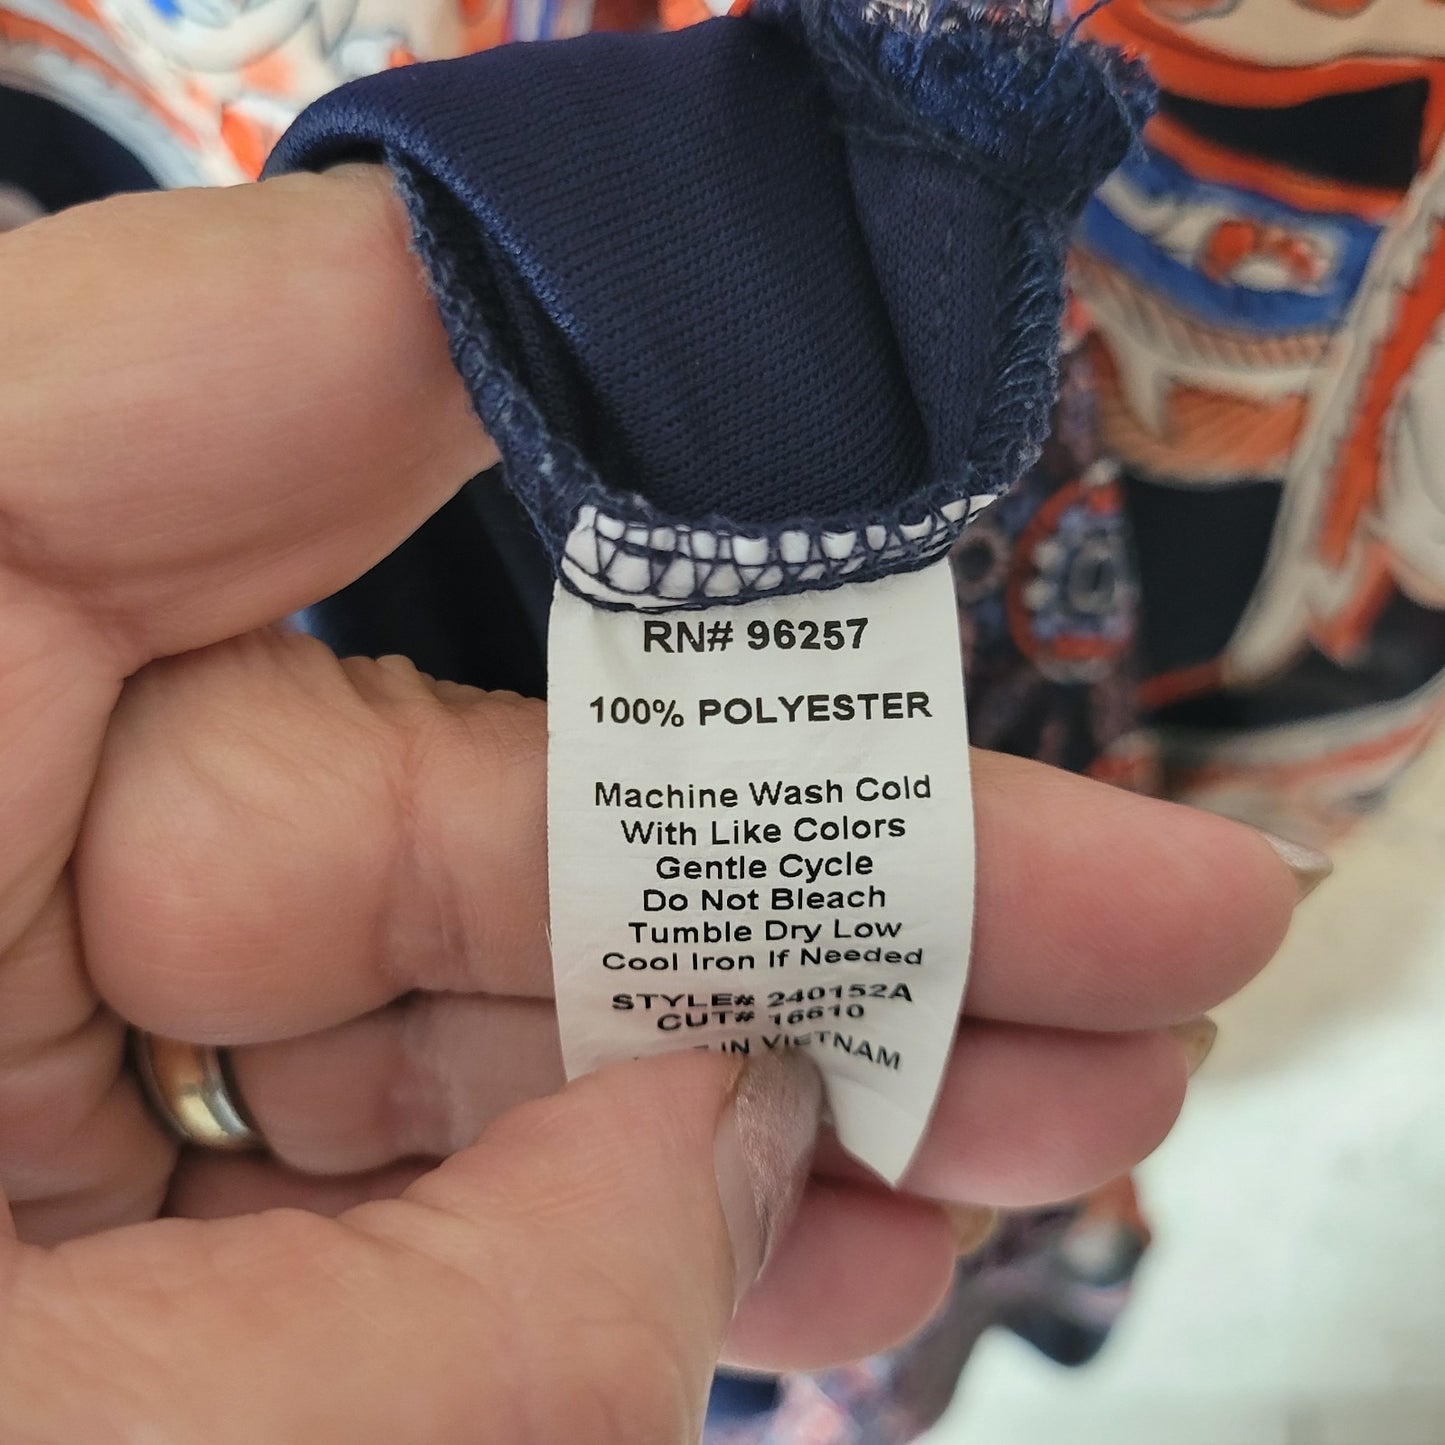 RN# 96257
100% POLYESTER
Machine Wash Cold
With Like Colors
Gentle Cycle
Do Not Bleach
Tumble Dry Low
Cool Iron If Needed
STYLE# 240152A
CUT# 16610
IN VIETNAM